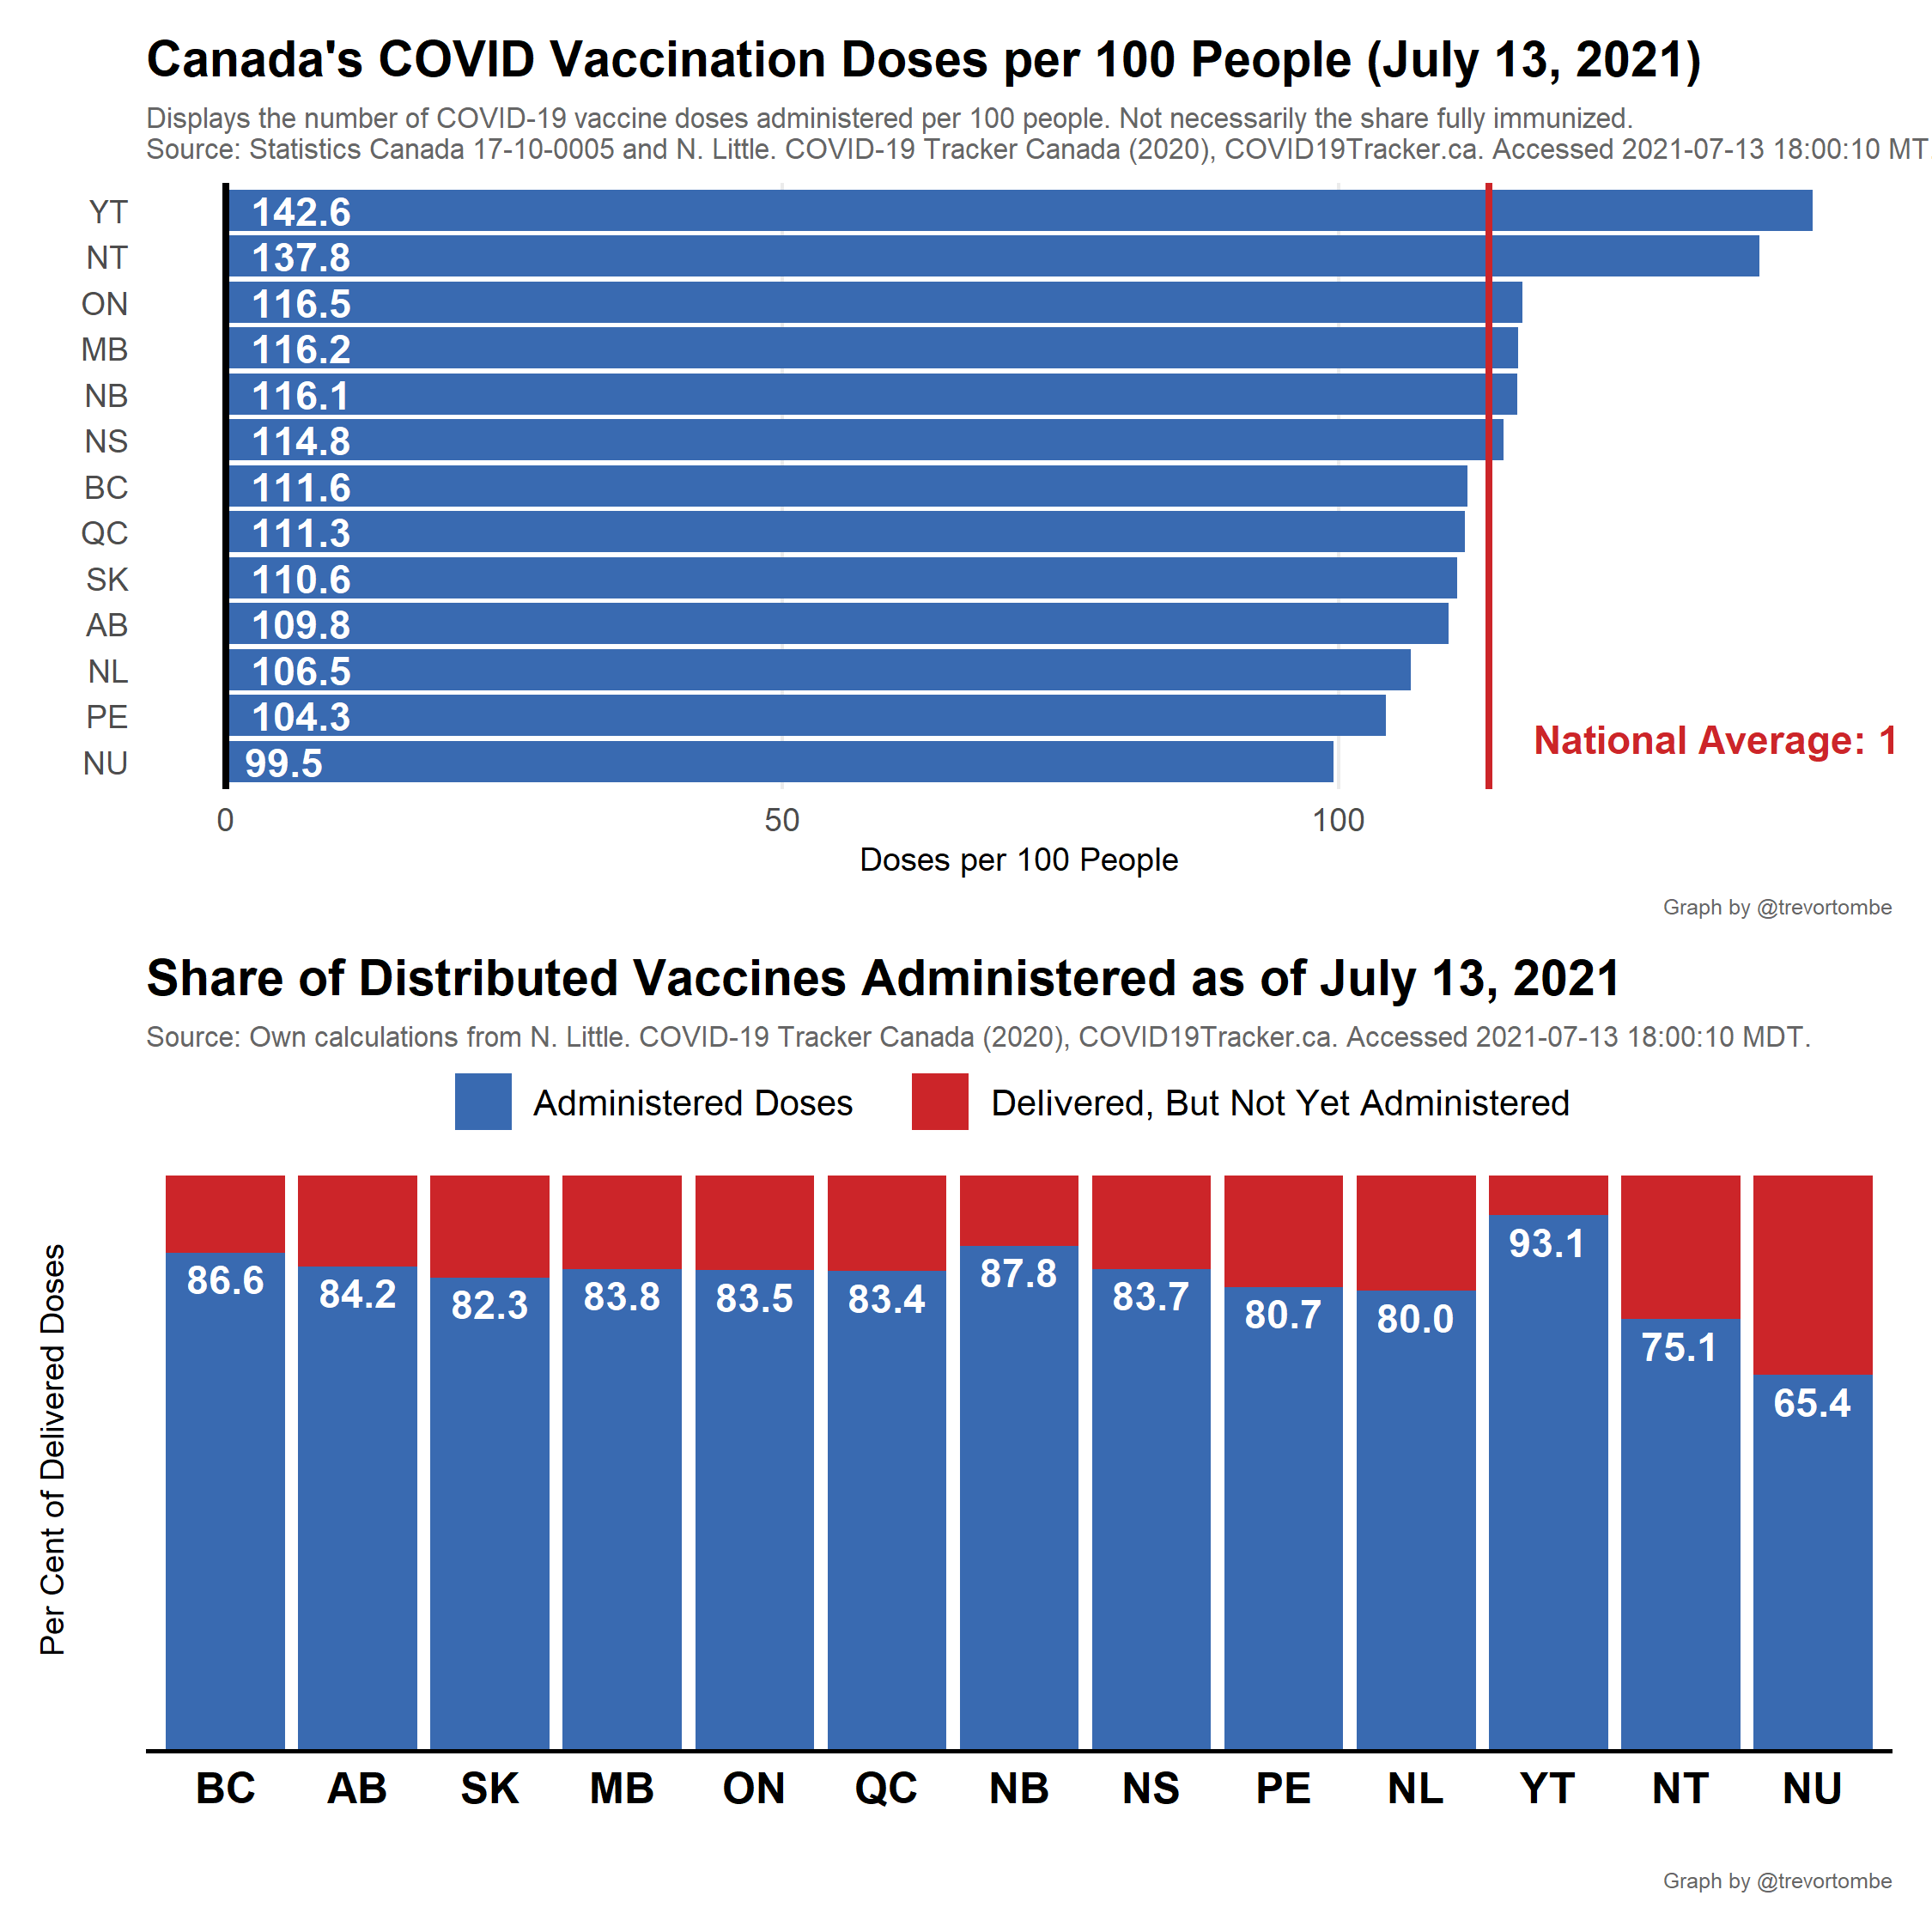 Canada's COVID Vaccination Doses per 100 People (July 13, 2021)
Displays the number of COVID-19 vaccine doses administered per 100 people. Not necessarily the share fully immunized.
Source: Statistics Canada 17-10-0005 and N. Little. COVID-19 Tracker Canada (2020), COVID19Tracker.ca. Accessed 2021-07-13 18:00:10 MT
YT 142.6
NT 137.8
ON 116.5
MB 116.2
NB 116.1
NS 114.8
BC 111.6
QC 111.3
SK 110.6
AB 109.8
NL 106.5
PE 104.3
National Average: 1
NU 99.5
0 50 100
Doses per 100 People
Graph by @trevortombe
Share of Distributed Vaccines Administered as of July 13, 2021
Source: Own calculations from N. Little. COVID-19 Tracker Canada (2020), COVID19Tracker.ca. Accessed 2021-07-13 18:00:10 MDT.
Administered Doses Delivered, But Not Yet Administered
Per Cent of Delivered Doses
86.6 84.2 82.3 83.8 83.5 83.4 87.8 83.7 80.7 80.0 93.1 75.1 65.4
BC AB SK MB ON QC NB NS PE NL YT NT NU
Graph by @trevortombe